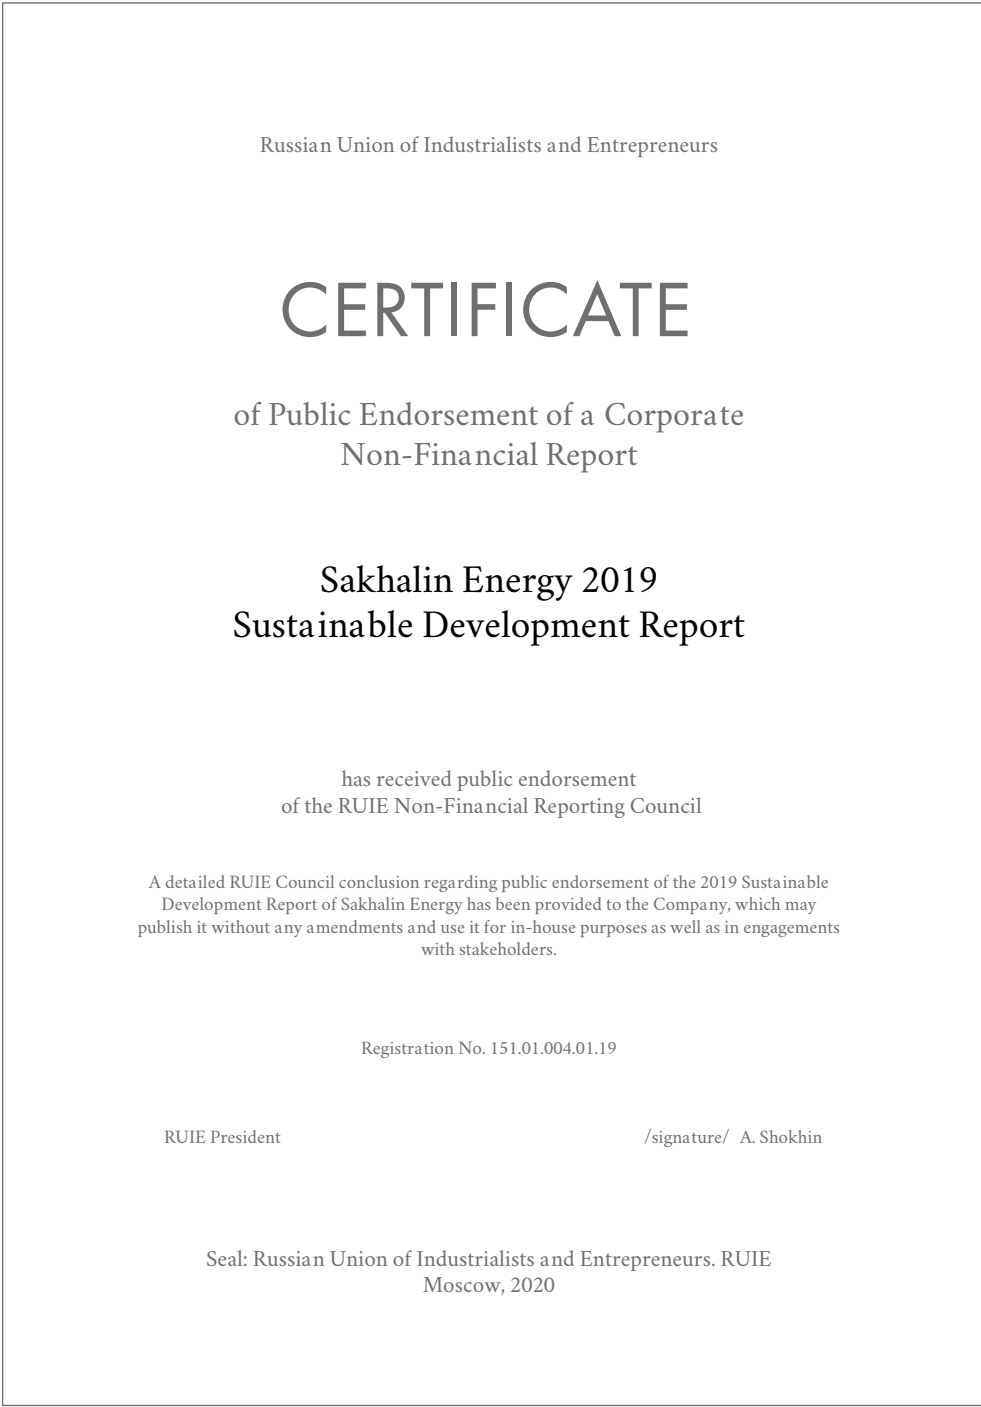 Russian Union of Industrialists and Entrepreneurs
CERTIFICATE
of Public Endorsement of a Corporate
Non-Financial Report
Sakhalin Energy 2019
Sustainable Development Report
has received public endorsement
of the RUIE Non-Financial Reporting Council
A detailed RUIE Council conclusion regarding public endorsement of the 2019 Sustainable
Development Report of Sakhalin Energy has been provided to the Company, which may
publish it without any amendments and use it for in-house purposes as well as in engagements
with stakeholders.
Registration No. 151.01.004.01.19
RUIE President /signature/ A. Shokhin
Seal: Russian Union of Industrialists and Entrepreneurs. RUIE
Moscow, 2020